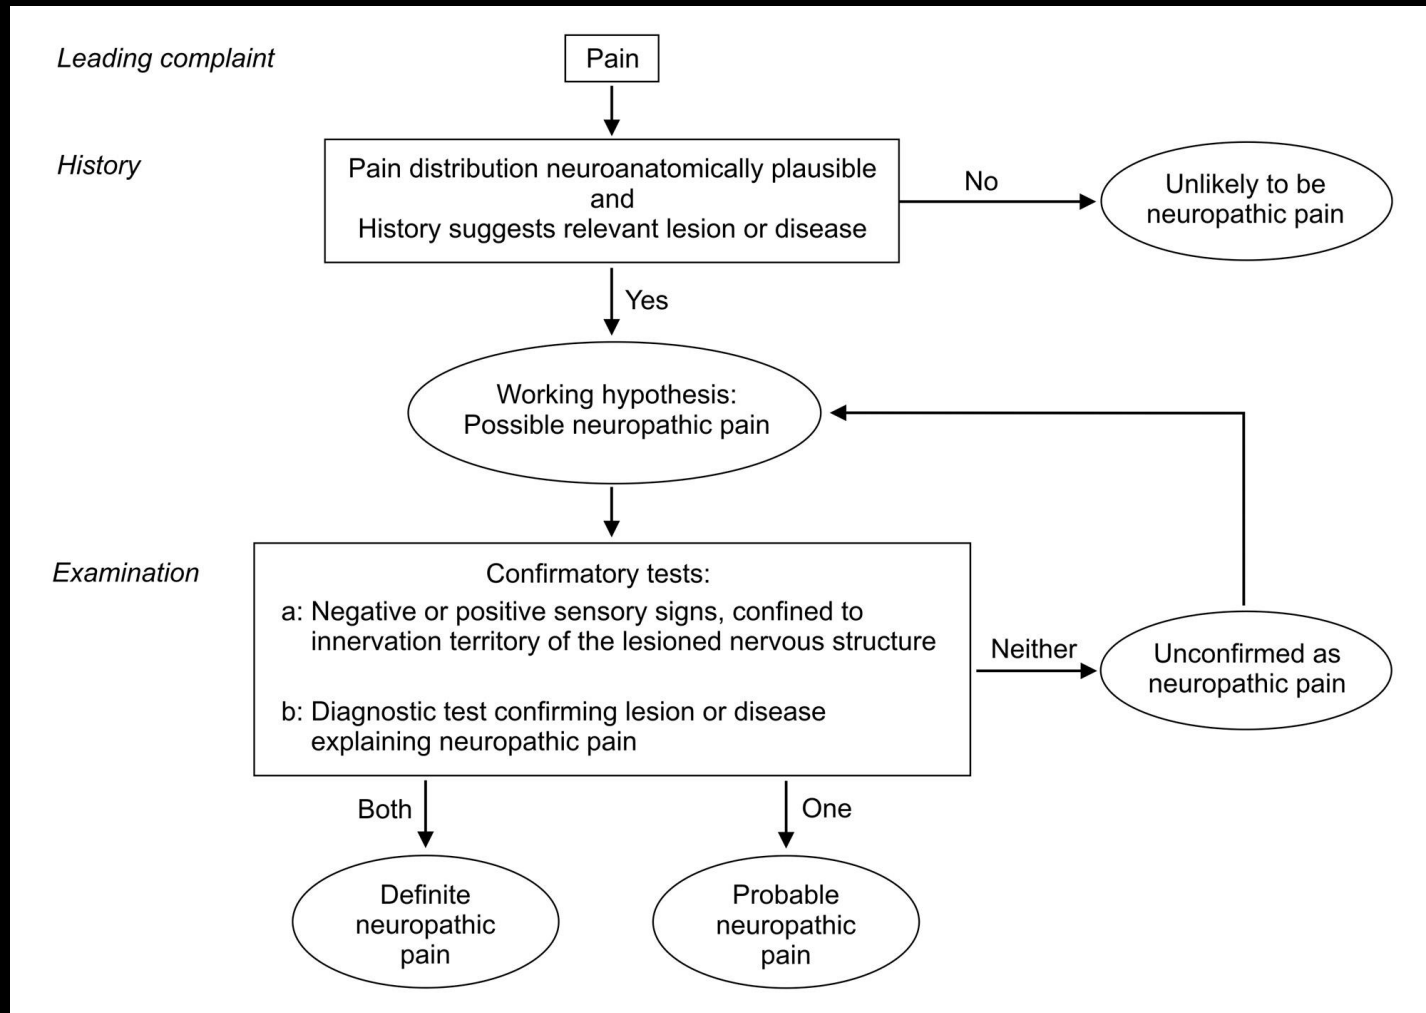 Leading complaint
Pain
History
Pain distribution neuroanatomically plausible
and
History suggests relevant lesion or disease
No
Unlikely to be
neuropathic pain
Yes
Working hypothesis:
Possible neuropathic pain
Examination
Confirmatory tests:
a: Negative or positive sensory signs, confined to
innervation territory of the lesioned nervous structure
b: Diagnostic test confirming lesion or disease
explaining neuropathic pain
Neither
Unconfirmed as
neuropathic pain
Both
One
Definite
neuropathic
pain
Probable
neuropathic
pain